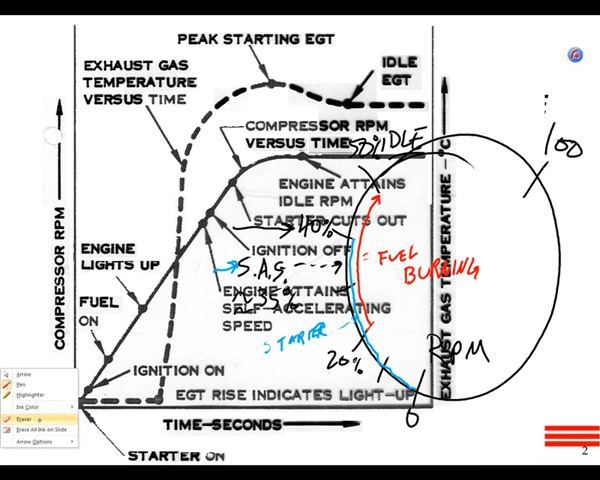 PEAK STARTING EGT
EXHAUST GAS
TEMPERATURE
VERSUS TIME
IDLE
EGT
COMPRESSOR RPM
VERSUS TIME
50% IDLE
100
ENGINE ATTAINS
IDLE RPM
STARTER CUTS OUT
40%
IGNITION OFF
S.A.S.
= FUEL
BURNING
ENGINE ATTAINS
SELF-ACCELERATING
SPEED
≈35%
ENGINE
LIGHTS UP
FUEL
ON
STARTER
20%
RPM
IGNITION ON
EGT RISE INDICATES LIGHT-UP
0
TIME-SECONDS
STARTER ON
COMPRESSOR RPM
EXHAUST GAS TEMPERATURE-°C
Arrow
Pen
Highlighter
Ink Color
Eraser
Erase All Ink on Slide
Arrow Options
2